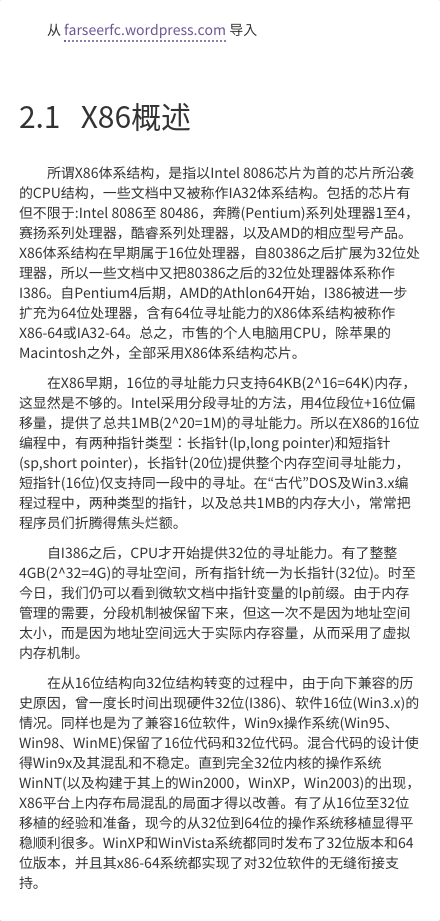 从 farseerfc.wordpress.com 导入
2.1 X86概述
所谓X86体系结构，是指以Intel 8086芯片为首的芯片所沿袭
的CPU结构，一些文档中又被称作IA32体系结构。包括的芯片有
但不限于:Intel 8086至 80486，奔腾(Pentium)系列处理器1至4，
赛扬系列处理器，酷睿系列处理器，以及AMD的相应型号产品。
X86体系结构在早期属于16位处理器，自80386之后扩展为32位处
理器，所以一些文档中又把80386之后的32位处理器体系称作
I386。自Pentium4后期，AMD的Athlon64开始，I386被进一步
扩充为64位处理器，含有64位寻址能力的X86体系结构被称作
X86-64或IA32-64。总之，市售的个人电脑用CPU，除苹果的
Macintosh之外，全部采用X86体系结构芯片。
在X86早期，16位的寻址能力只支持64KB(2^16=64K)内存，
这显然是不够的。Intel采用分段寻址的方法，用4位段位+16位偏
移量，提供了总共1MB(2^20=1M)的寻址能力。所以在X86的16位
编程中，有两种指针类型：长指针(lp,long pointer)和短指针
(sp,short pointer)，长指针(20位)提供整个内存空间寻址能力，
短指针(16位)仅支持同一段中的寻址。在“古代”DOS及Win3.x编
程过程中，两种类型的指针，以及总共1MB的内存大小，常常把
程序员们折腾得焦头烂额。
自I386之后，CPU才开始提供32位的寻址能力。有了整整
4GB(2^32=4G)的寻址空间，所有指针统一为长指针(32位)。时至
今日，我们仍可以看到微软文档中指针变量的lp前缀。由于内存
管理的需要，分段机制被保留下来，但这一次不是因为地址空间
太小，而是因为地址空间远大于实际内存容量，从而采用了虚拟
内存机制。
在从16位结构向32位结构转变的过程中，由于向下兼容的历
史原因，曾一度长时间出现硬件32位(I386)、软件16位(Win3.x)的
情况。同样也是为了兼容16位软件，Win9x操作系统(Win95、
Win98、WinME)保留了16位代码和32位代码。混合代码的设计使
得Win9x及其混乱和不稳定。直到完全32位内核的操作系统
WinNT(以及构建于其上的Win2000，WinXP，Win2003)的出现，
X86平台上内存布局混乱的局面才得以改善。有了从16位至32位
移植的经验和准备，现今的从32位到64位的操作系统移植显得平
稳顺利很多。WinXP和WinVista系统都同时发布了32位版本和64
位版本，并且其x86-64系统都实现了对32位软件的无缝衔接支
持。